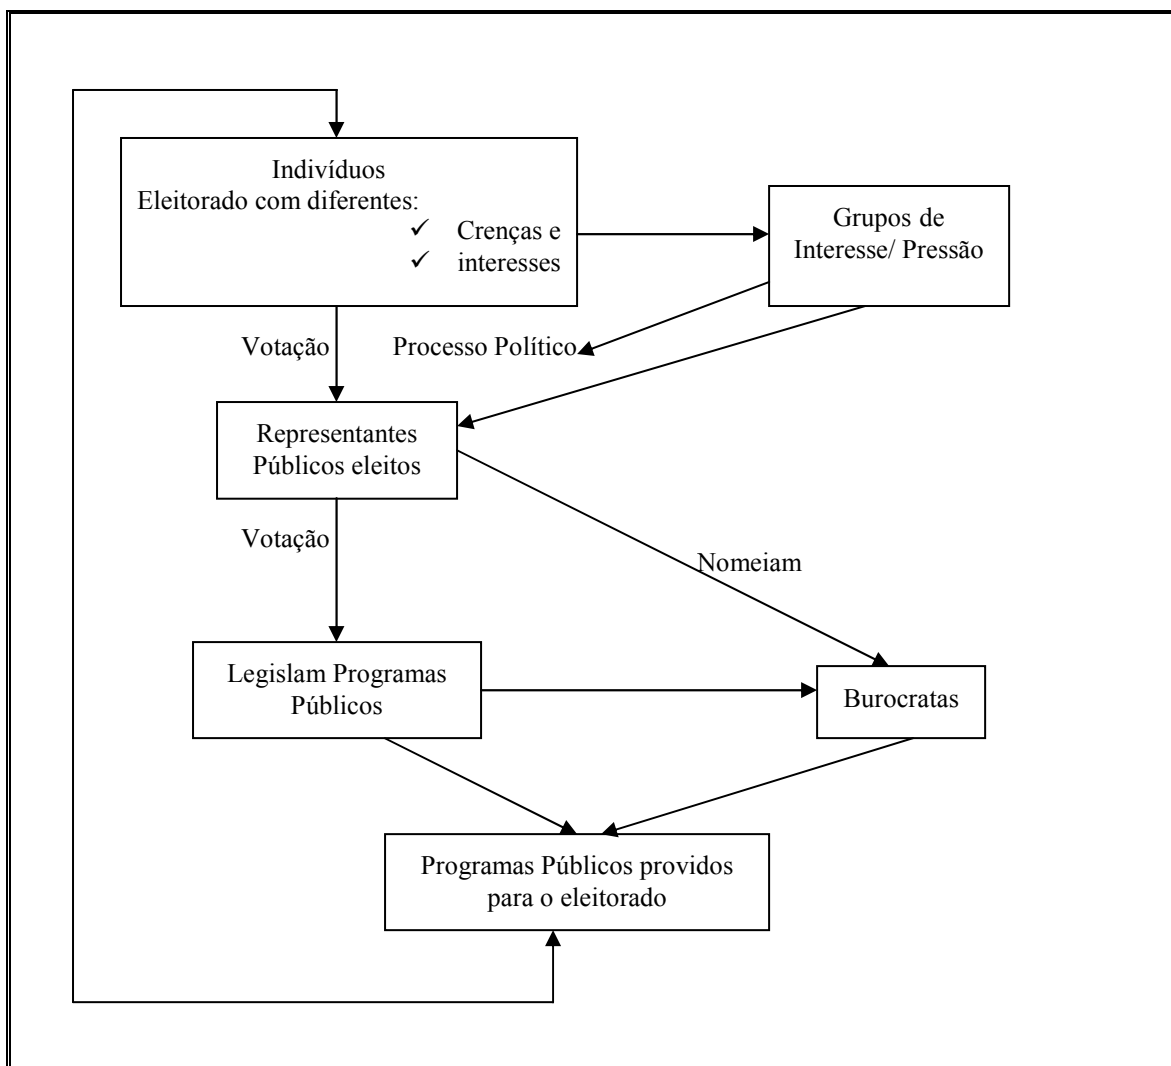 Indivíduos
Eleitorado com diferentes:
✓ Crenças e
✓ interesses
Grupos de
Interesse/ Pressão
Votação
Processo Político
Representantes
Públicos eleitos
Votação
Nomeiam
Legislam Programas
Públicos
Burocratas
Programas Públicos providos
para o eleitorado